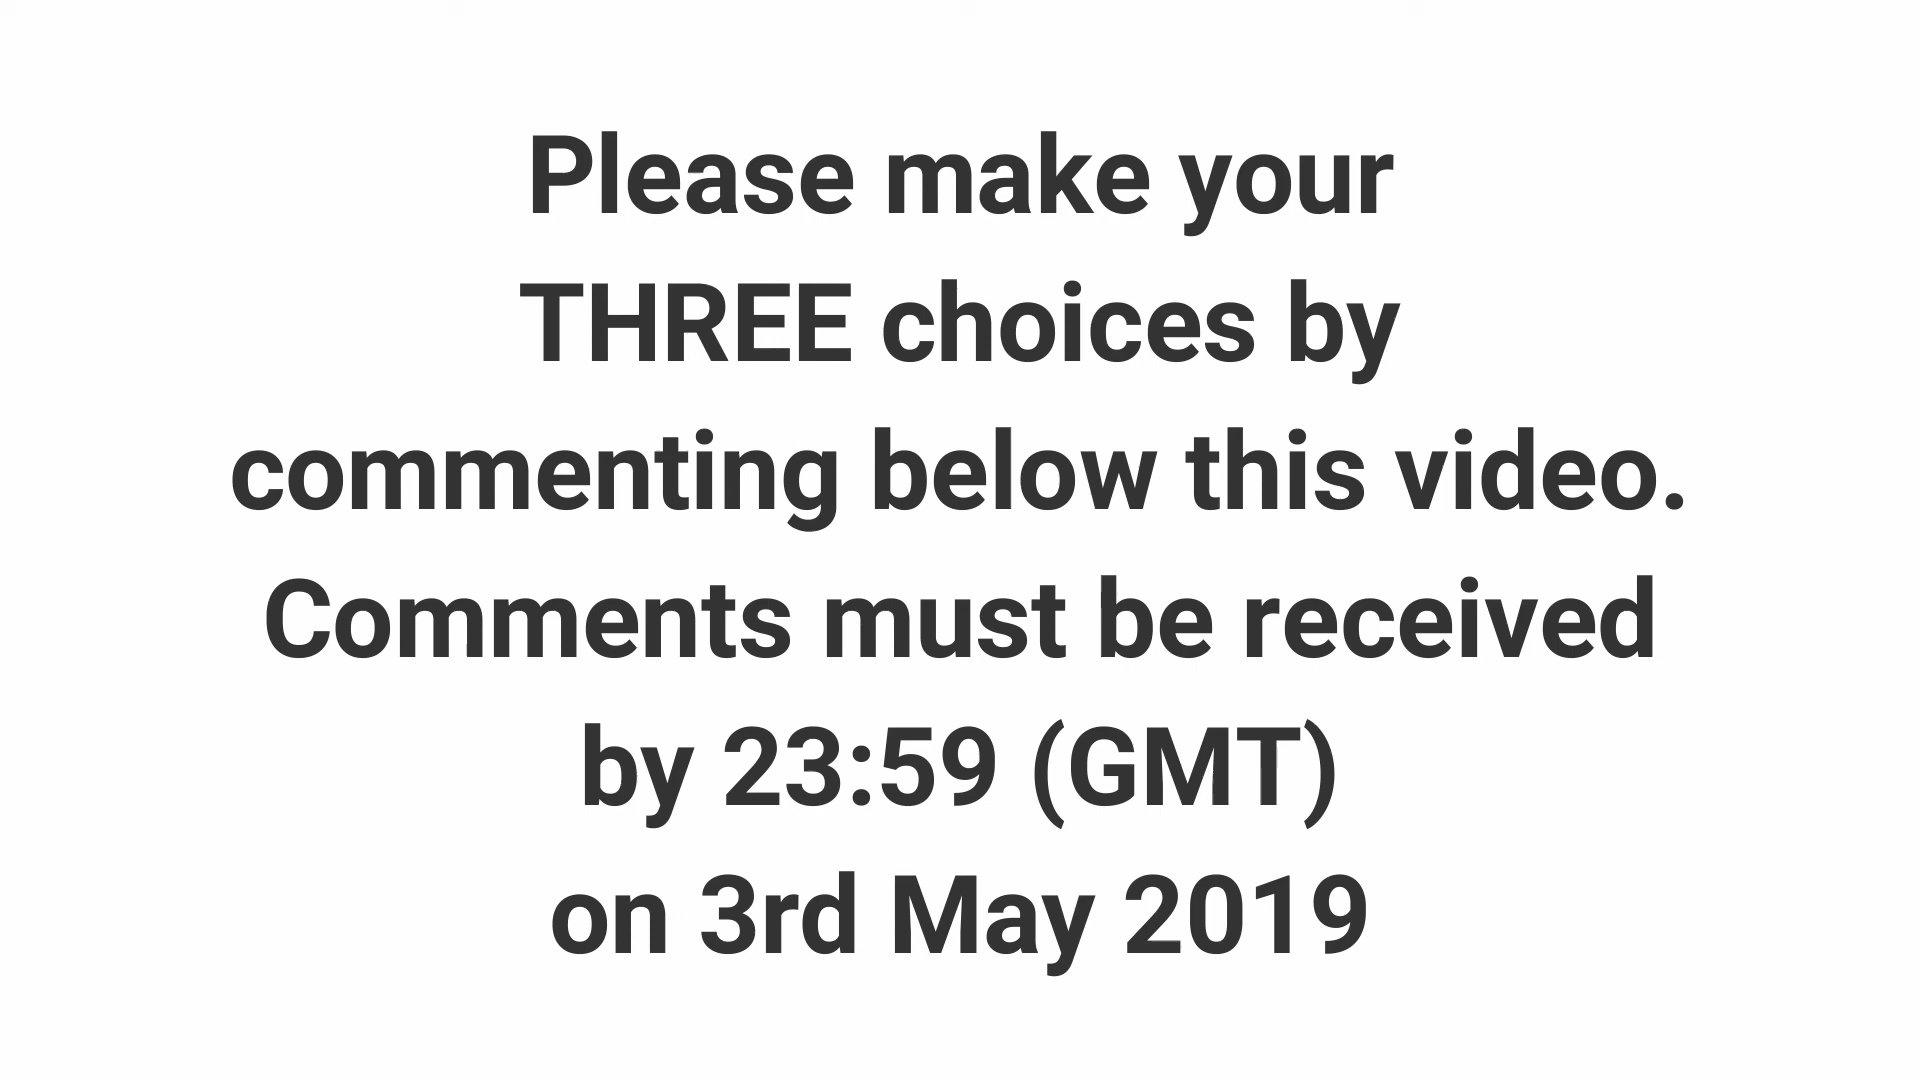 Please make your
THREE choices by
commenting below this video.
Comments must be received
by 23:59 (GMT)
on 3rd May 2019